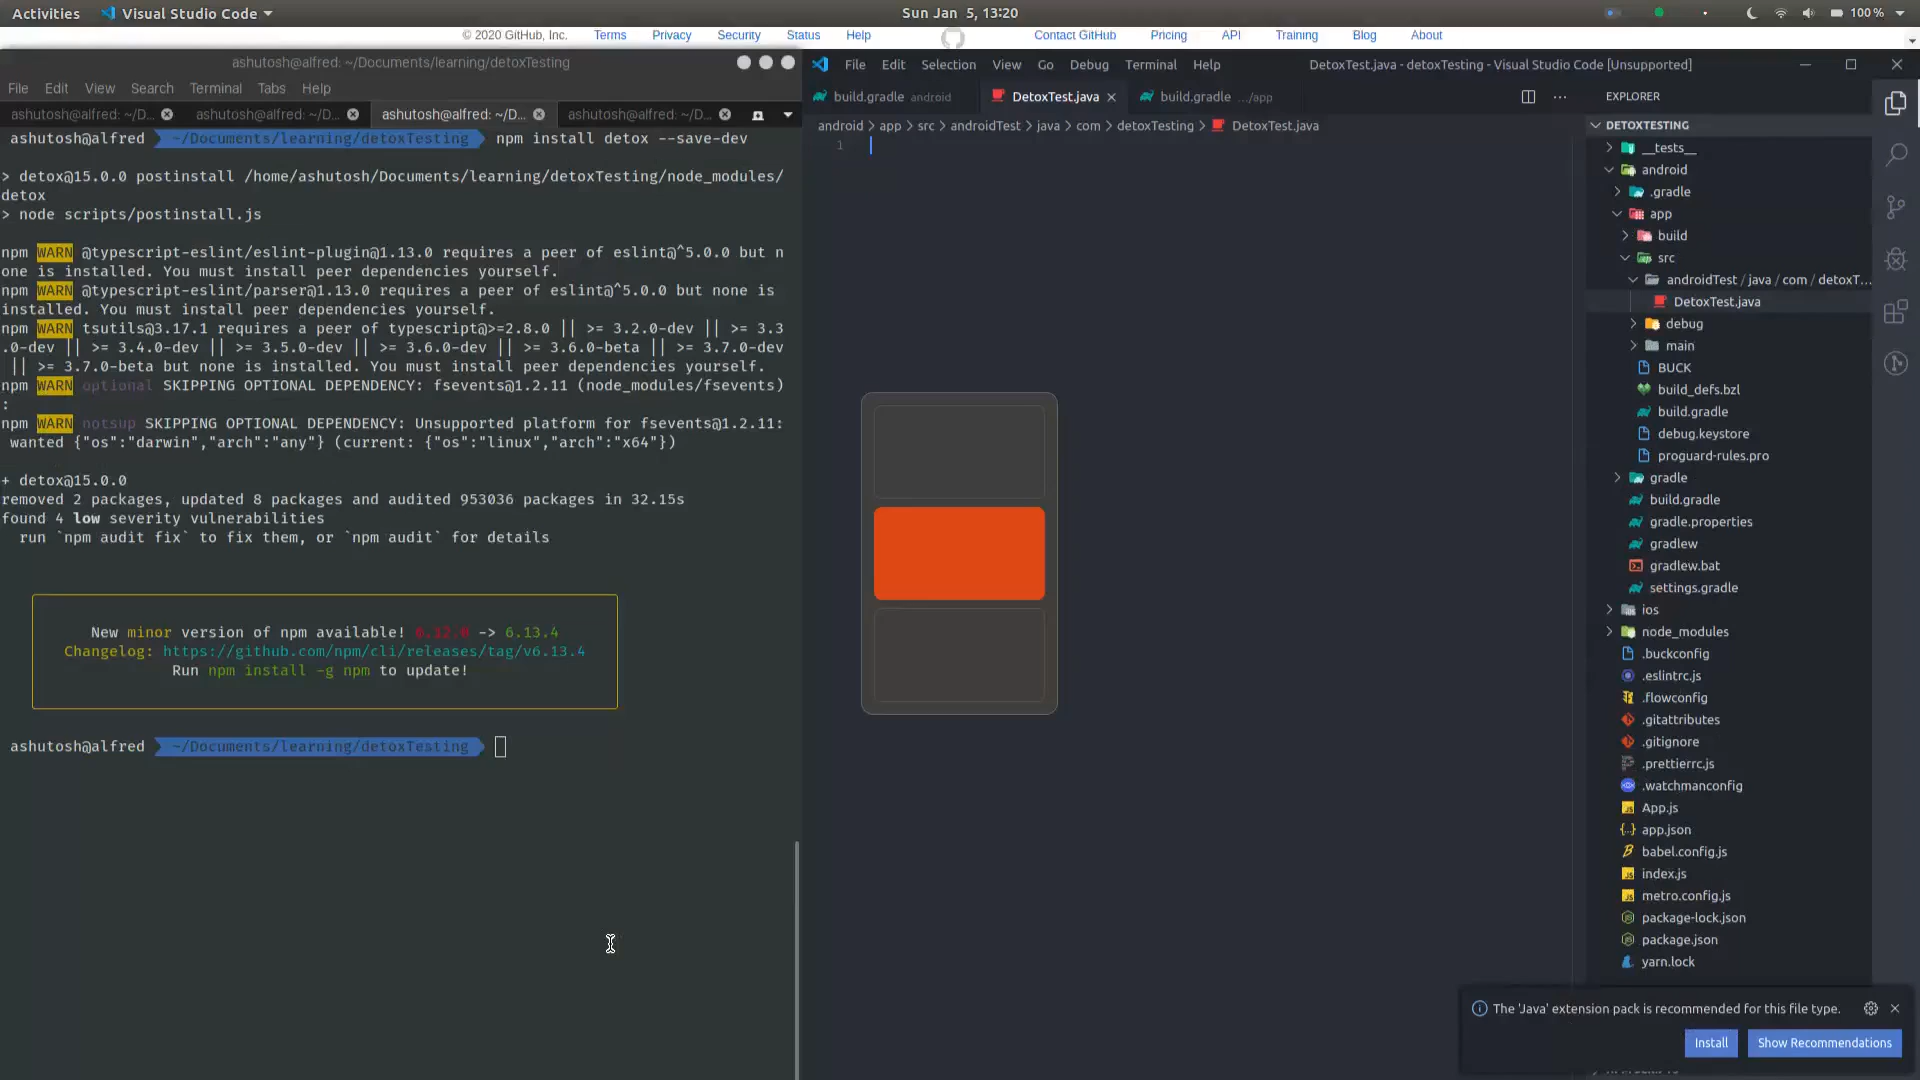 Activities Visual Studio Code Sun Jan 5, 13:20 100 %
© 2020 GitHub, Inc. Terms Privacy Security Status Help Contact GitHub Pricing API Training Blog About
ashutosh@alfred: ~/Documents/learning/detoxTesting
File Edit View Search Terminal Tabs Help
ashutosh@alfred: ~/D... ashutosh@alfred: ~/D... ashutosh@alfred: ~/D... ashutosh@alfred: ~/D...
ashutosh@alfred ~/Documents/learning/detoxTesting npm install detox --save-dev
> detox@15.0.0 postinstall /home/ashutosh/Documents/learning/detoxTesting/node_modules/
detox
> node scripts/postinstall.js
npm WARN @typescript-eslint/eslint-plugin@1.13.0 requires a peer of eslint@^5.0.0 but n
one is installed. You must install peer dependencies yourself.
npm WARN @typescript-eslint/parser@1.13.0 requires a peer of eslint@^5.0.0 but none is
installed. You must install peer dependencies yourself.
npm WARN tsutils@3.17.1 requires a peer of typescript@>=2.8.0 || >= 3.2.0-dev || >= 3.3
.0-dev || >= 3.4.0-dev || >= 3.5.0-dev || >= 3.6.0-dev || >= 3.6.0-beta || >= 3.7.0-dev
|| >= 3.7.0-beta but none is installed. You must install peer dependencies yourself.
npm WARN optional SKIPPING OPTIONAL DEPENDENCY: fsevents@1.2.11 (node_modules/fsevents)
:
npm WARN notsup SKIPPING OPTIONAL DEPENDENCY: Unsupported platform for fsevents@1.2.11:
wanted {"os":"darwin","arch":"any"} (current: {"os":"linux","arch":"x64"})
+ detox@15.0.0
removed 2 packages, updated 8 packages and audited 953036 packages in 32.15s
found 4 low severity vulnerabilities
run `npm audit fix` to fix them, or `npm audit` for details
New minor version of npm available! 6.12.0 -> 6.13.4
Changelog: https://github.com/npm/cli/releases/tag/v6.13.4
Run npm install -g npm to update!
ashutosh@alfred ~/Documents/learning/detoxTesting
File Edit Selection View Go Debug Terminal Help DetoxTest.java - detoxTesting - Visual Studio Code [Unsupported]
build.gradle android DetoxTest.java build.gradle .../app
android > app > src > androidTest > java > com > detoxTesting > DetoxTest.java
1
EXPLORER
DETOXTESTING
__tests__
android
.gradle
app
build
src
androidTest / java / com / detoxT...
DetoxTest.java
debug
main
BUCK
build_defs.bzl
build.gradle
debug.keystore
proguard-rules.pro
gradle
build.gradle
gradle.properties
gradlew
gradlew.bat
settings.gradle
ios
node_modules
.buckconfig
.eslintrc.js
.flowconfig
.gitattributes
.gitignore
.prettierrc.js
.watchmanconfig
App.js
app.json
babel.config.js
index.js
metro.config.js
package-lock.json
package.json
yarn.lock
The 'Java' extension pack is recommended for this file type.
Install Show Recommendations